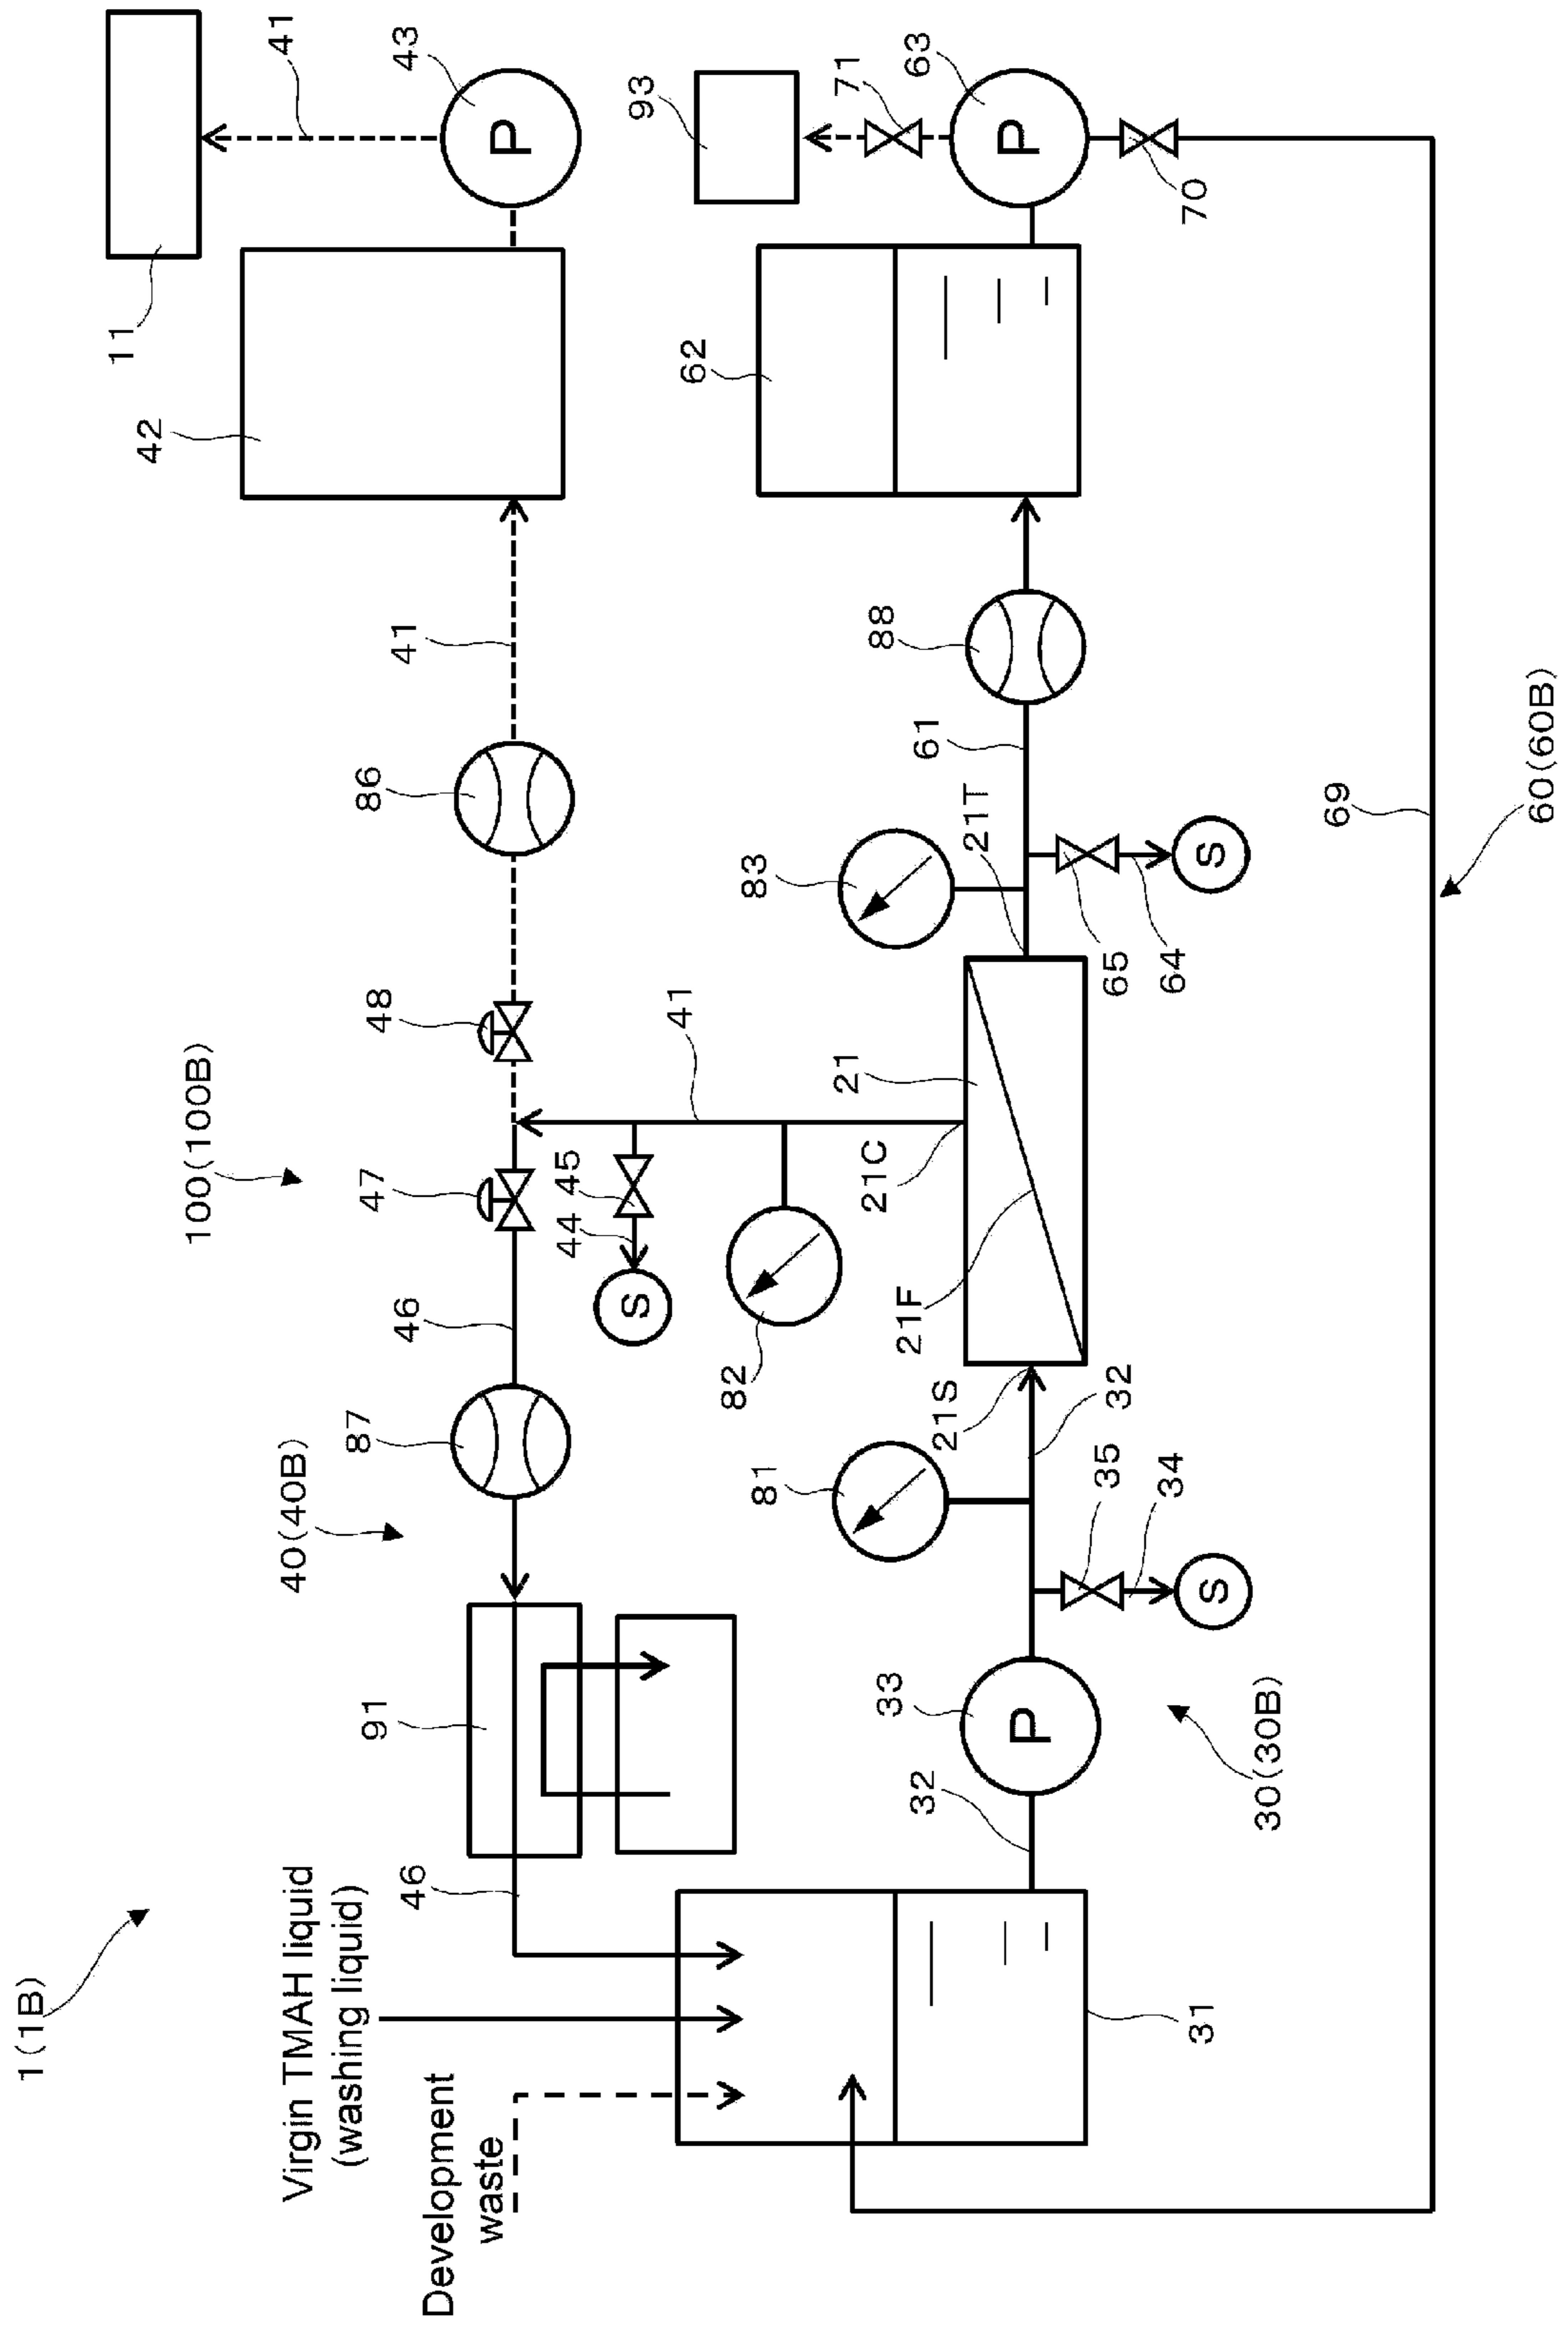 1(1B)
11
41
43
42
100(100B)
Virgin TMAH liquid
(washing liquid)
40(40B)
91
87
47
48
86
41
46
46
P
Development
waste
44
45
S
41
93
62
82
81
83
71
63
21
21C
88
33
21F
32
61
21S
21T
P
P
32
35
65
34
64
70
31
S
S
30(30B)
69
60(60B)